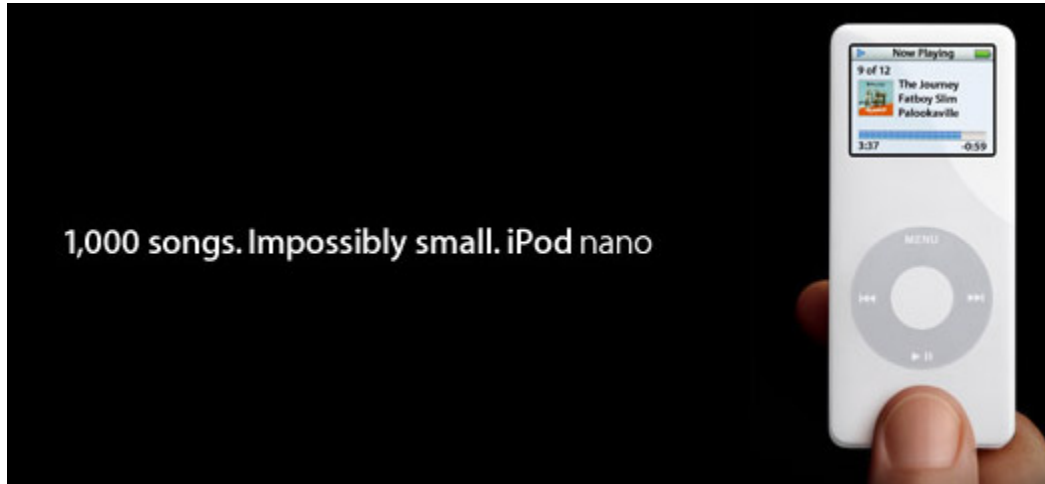 1,000 songs. Impossibly small. iPod nano
Now Playing
9 of 12
The Journey
Fatboy Slim
Palookaville
3:37 -0:59
MENU